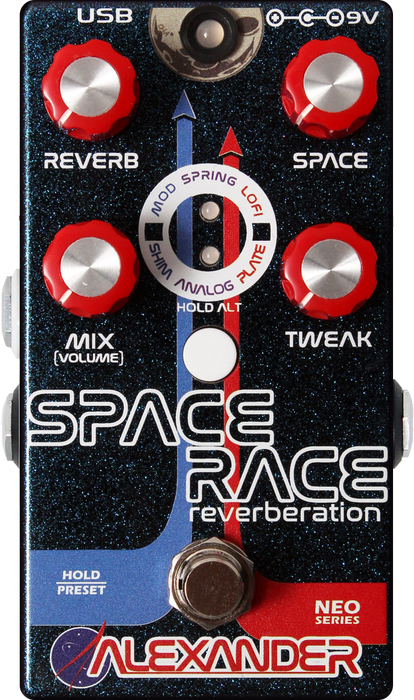 USB
9V
REVERB
SPACE
MOD SPRING LOFI
SHIM ANALOG PLATE
HOLD ALT
MIX
(VOLUME)
TWEAK
SPACE
RACE
reverberation
HOLD
PRESET
NEO
SERIES
ALEXANDER